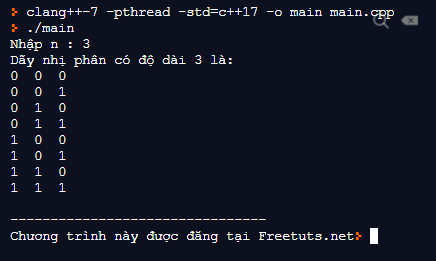 > clang++-7 -pthread -std=c++17 -o main main.cpp
> ./main
Nhập n : 3
Dãy nhị phân có độ dài 3 là:
0 0 0
0 0 1
0 1 0
0 1 1
1 0 0
1 0 1
1 1 0
1 1 1
--------------------------------
Chương trình này được đăng tại Freetuts.net>